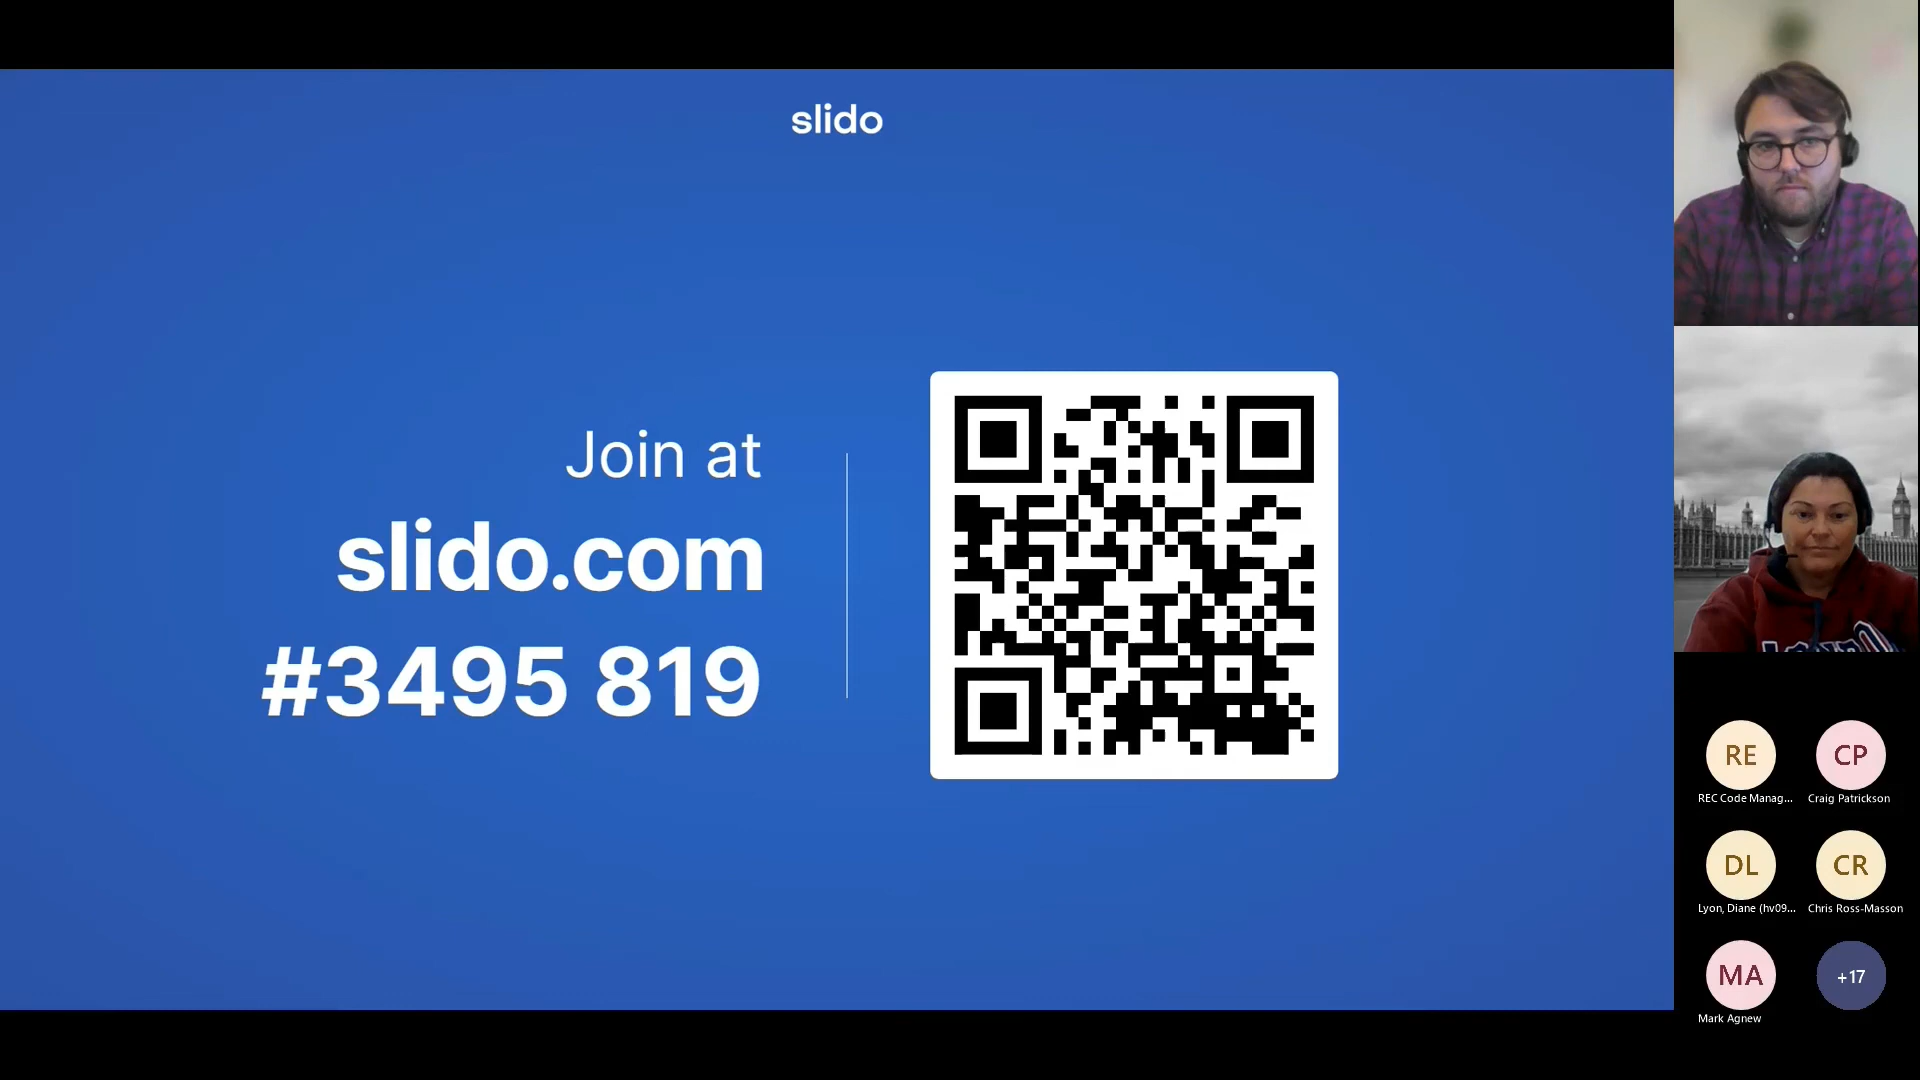 slido
Join at
slido.com
#3495 819
RE
CP
REC Code Manag...
Craig Patrickson
DL
CR
Lyon, Diane (hv09...
Chris Ross-Masson
MA
+17
Mark Agnew